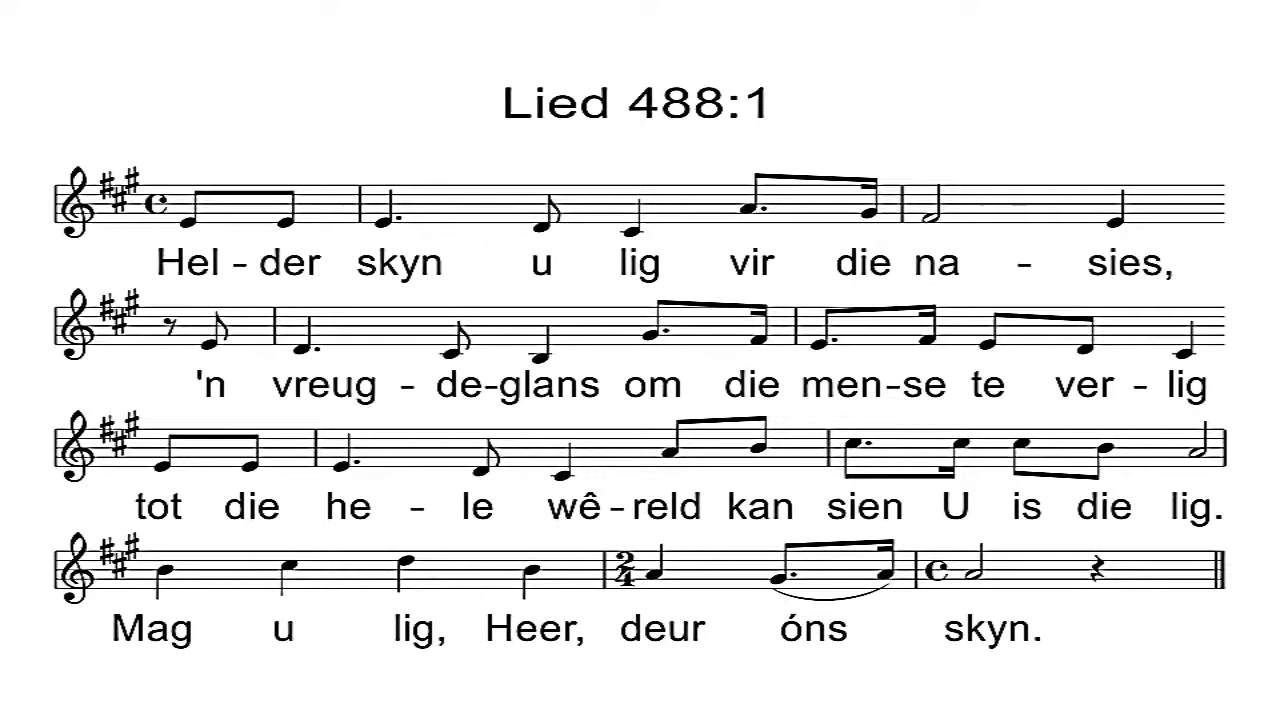 Lied 488:1
Hel - der skyn u lig vir die na - sies,
'n vreug - de-glans om die men-se te ver-lig
tot die he - le wê-reld kan sien U is die lig.
Mag u lig, Heer, deur óns skyn.